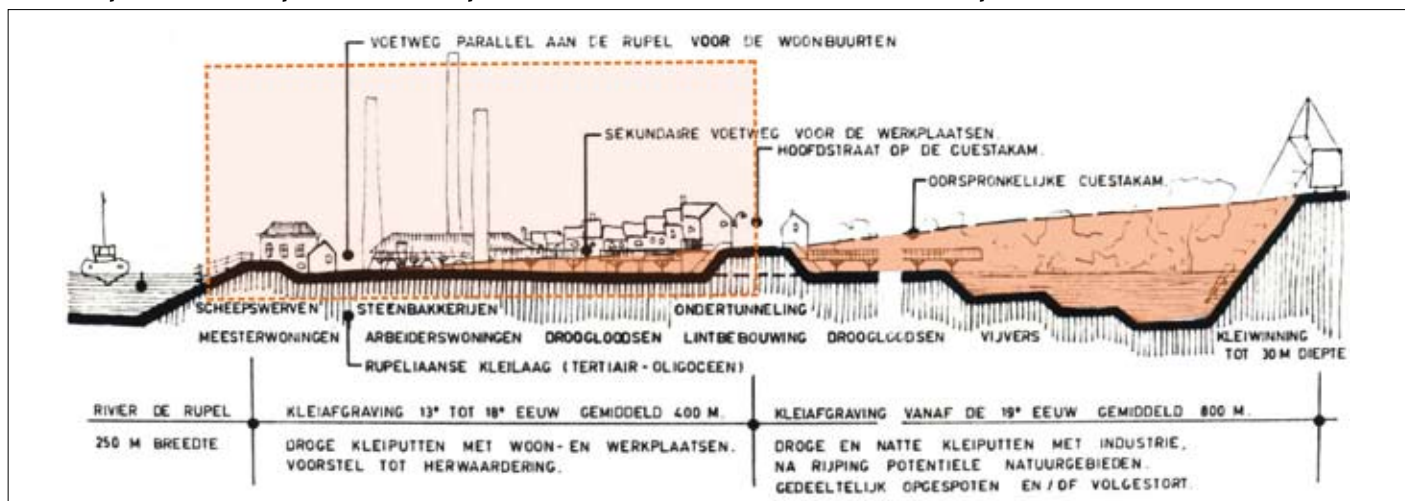 VOETWEG PARALLEL AAN DE RUPEL VOOR DE WOONBUURTEN
SEKUNDAIRE VOETWEG VOOR DE WERKPLAATSEN.
HOOFDSTRAAT OP DE CUESTAKAM.
OORSPRONKELIJKE CUESTAKAM.
SCHEEPSWERVEN STEENBAKKERIJEN ONDERTUNNELING
MEESTERWONINGEN ARBEIDERSWONINGEN DROOGLOODSEN LINTBEBOUWING DROOGLOODSEN VIJVERS KLEIWINNING
TOT 30M DIEPTE
RUPELIAANSE KLEILAAG (TERTIAIR - OLIGOCEEN)
RIVIER DE RUPEL
250 M BREEDTE
KLEIAFGRAVING 13e TOT 18e EEUW GEMIDDELD 400 M.
DROGE KLEIPUTTEN MET WOON- EN WERKPLAATSEN.
VOORSTEL TOT HERWAARDERING.
KLEIAFGRAVING VANAF DE 19e EEUW GEMIDDELD 800 M.
DROGE EN NATTE KLEIPUTTEN MET INDUSTRIE,
NA RIJPING POTENTIELE NATUURGEBIEDEN.
GEDEELTELIJK OPGESPOTEN EN/OF VOLGESTORT.